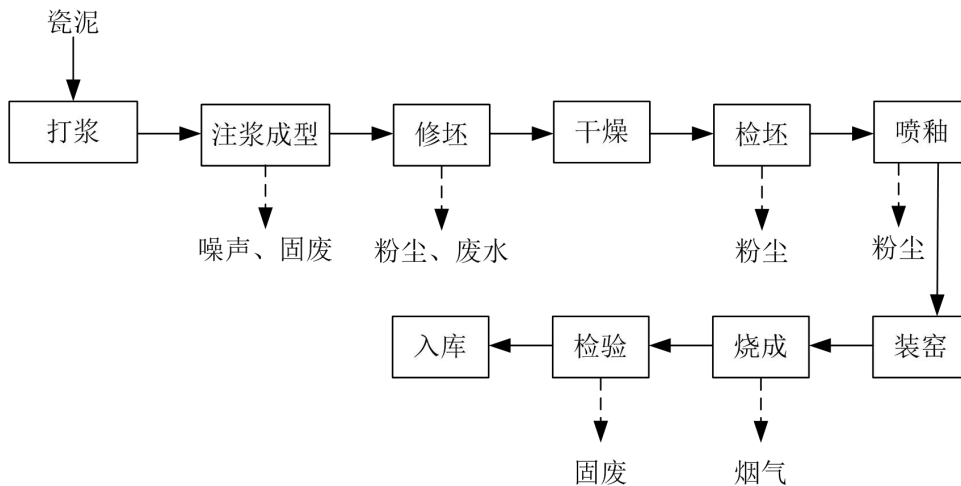 瓷泥
打浆
注浆成型
修坯
干燥
检坯
喷釉
噪声、固废
粉尘、废水
粉尘
粉尘
入库
检验
烧成
装窑
固废
烟气